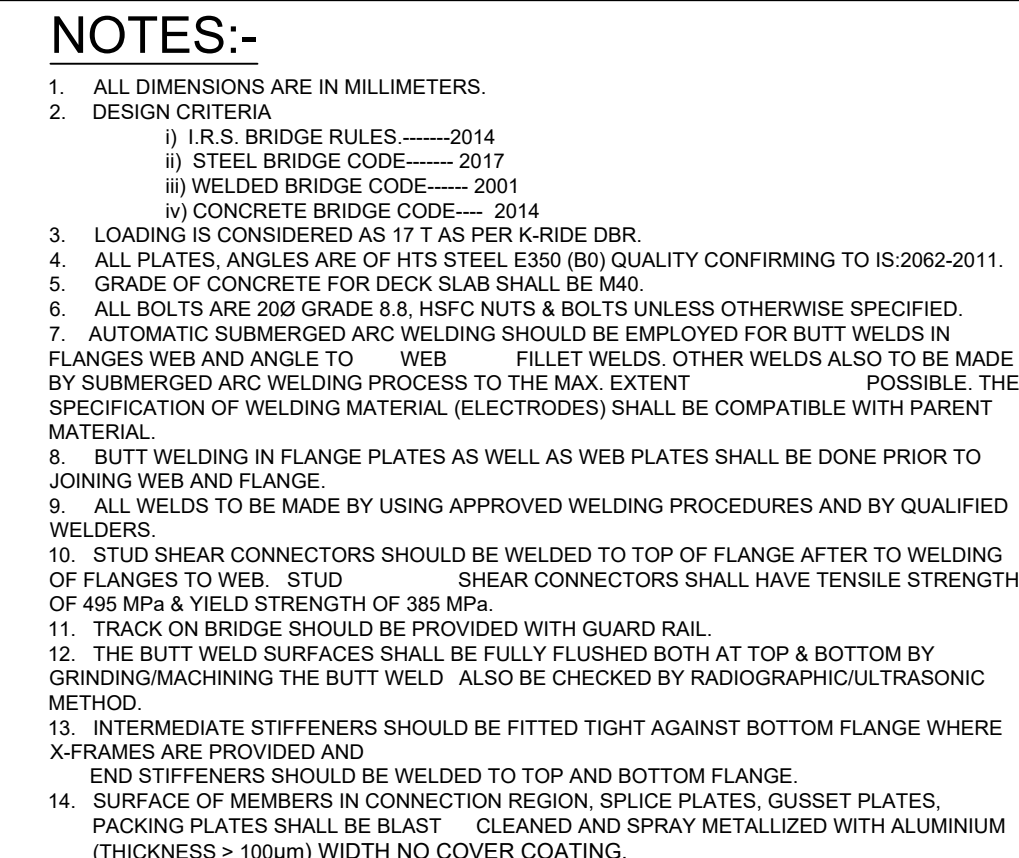 NOTES:-
1. ALL DIMENSIONS ARE IN MILLIMETERS.
2. DESIGN CRITERIA
i) I.R.S. BRIDGE RULES.-------2014
ii) STEEL BRIDGE CODE------- 2017
iii) WELDED BRIDGE CODE------ 2001
iv) CONCRETE BRIDGE CODE---- 2014
3. LOADING IS CONSIDERED AS 17 T AS PER K-RIDE DBR.
4. ALL PLATES, ANGLES ARE OF HTS STEEL E350 (B0) QUALITY CONFIRMING TO IS:2062-2011.
5. GRADE OF CONCRETE FOR DECK SLAB SHALL BE M40.
6. ALL BOLTS ARE 20Ø GRADE 8.8, HSFC NUTS & BOLTS UNLESS OTHERWISE SPECIFIED.
7. AUTOMATIC SUBMERGED ARC WELDING SHOULD BE EMPLOYED FOR BUTT WELDS IN
FLANGES WEB AND ANGLE TO WEB FILLET WELDS. OTHER WELDS ALSO TO BE MADE
BY SUBMERGED ARC WELDING PROCESS TO THE MAX. EXTENT POSSIBLE. THE
SPECIFICATION OF WELDING MATERIAL (ELECTRODES) SHALL BE COMPATIBLE WITH PARENT
MATERIAL.
8. BUTT WELDING IN FLANGE PLATES AS WELL AS WEB PLATES SHALL BE DONE PRIOR TO
JOINING WEB AND FLANGE.
9. ALL WELDS TO BE MADE BY USING APPROVED WELDING PROCEDURES AND BY QUALIFIED
WELDERS.
10. STUD SHEAR CONNECTORS SHOULD BE WELDED TO TOP OF FLANGE AFTER TO WELDING
OF FLANGES TO WEB. STUD SHEAR CONNECTORS SHALL HAVE TENSILE STRENGTH
OF 495 MPa & YIELD STRENGTH OF 385 MPa.
11. TRACK ON BRIDGE SHOULD BE PROVIDED WITH GUARD RAIL.
12. THE BUTT WELD SURFACES SHALL BE FULLY FLUSHED BOTH AT TOP & BOTTOM BY
GRINDING/MACHINING THE BUTT WELD ALSO BE CHECKED BY RADIOGRAPHIC/ULTRASONIC
METHOD.
13. INTERMEDIATE STIFFENERS SHOULD BE FITTED TIGHT AGAINST BOTTOM FLANGE WHERE
X-FRAMES ARE PROVIDED AND
END STIFFENERS SHOULD BE WELDED TO TOP AND BOTTOM FLANGE.
14. SURFACE OF MEMBERS IN CONNECTION REGION, SPLICE PLATES, GUSSET PLATES,
PACKING PLATES SHALL BE BLAST CLEANED AND SPRAY METALLIZED WITH ALUMINIUM
(THICKNESS > 100μm) WIDTH NO COVER COATING.